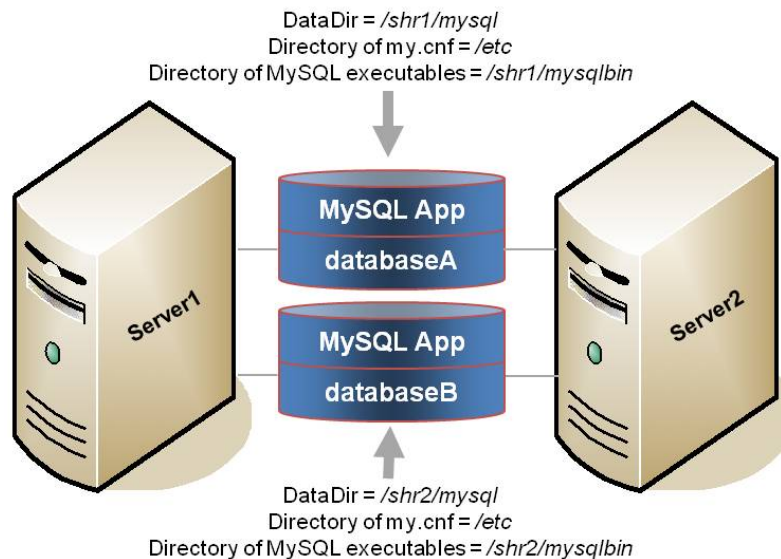 DataDir = /shr1/mysql
Directory of my.cnf = /etc
Directory of MySQL executables = /shr1/mysqlbin
MySQL App
databaseA
Server1
Server2
MySQL App
databaseB
DataDir = /shr2/mysql
Directory of my.cnf = /etc
Directory of MySQL executables = /shr2/mysqlbin